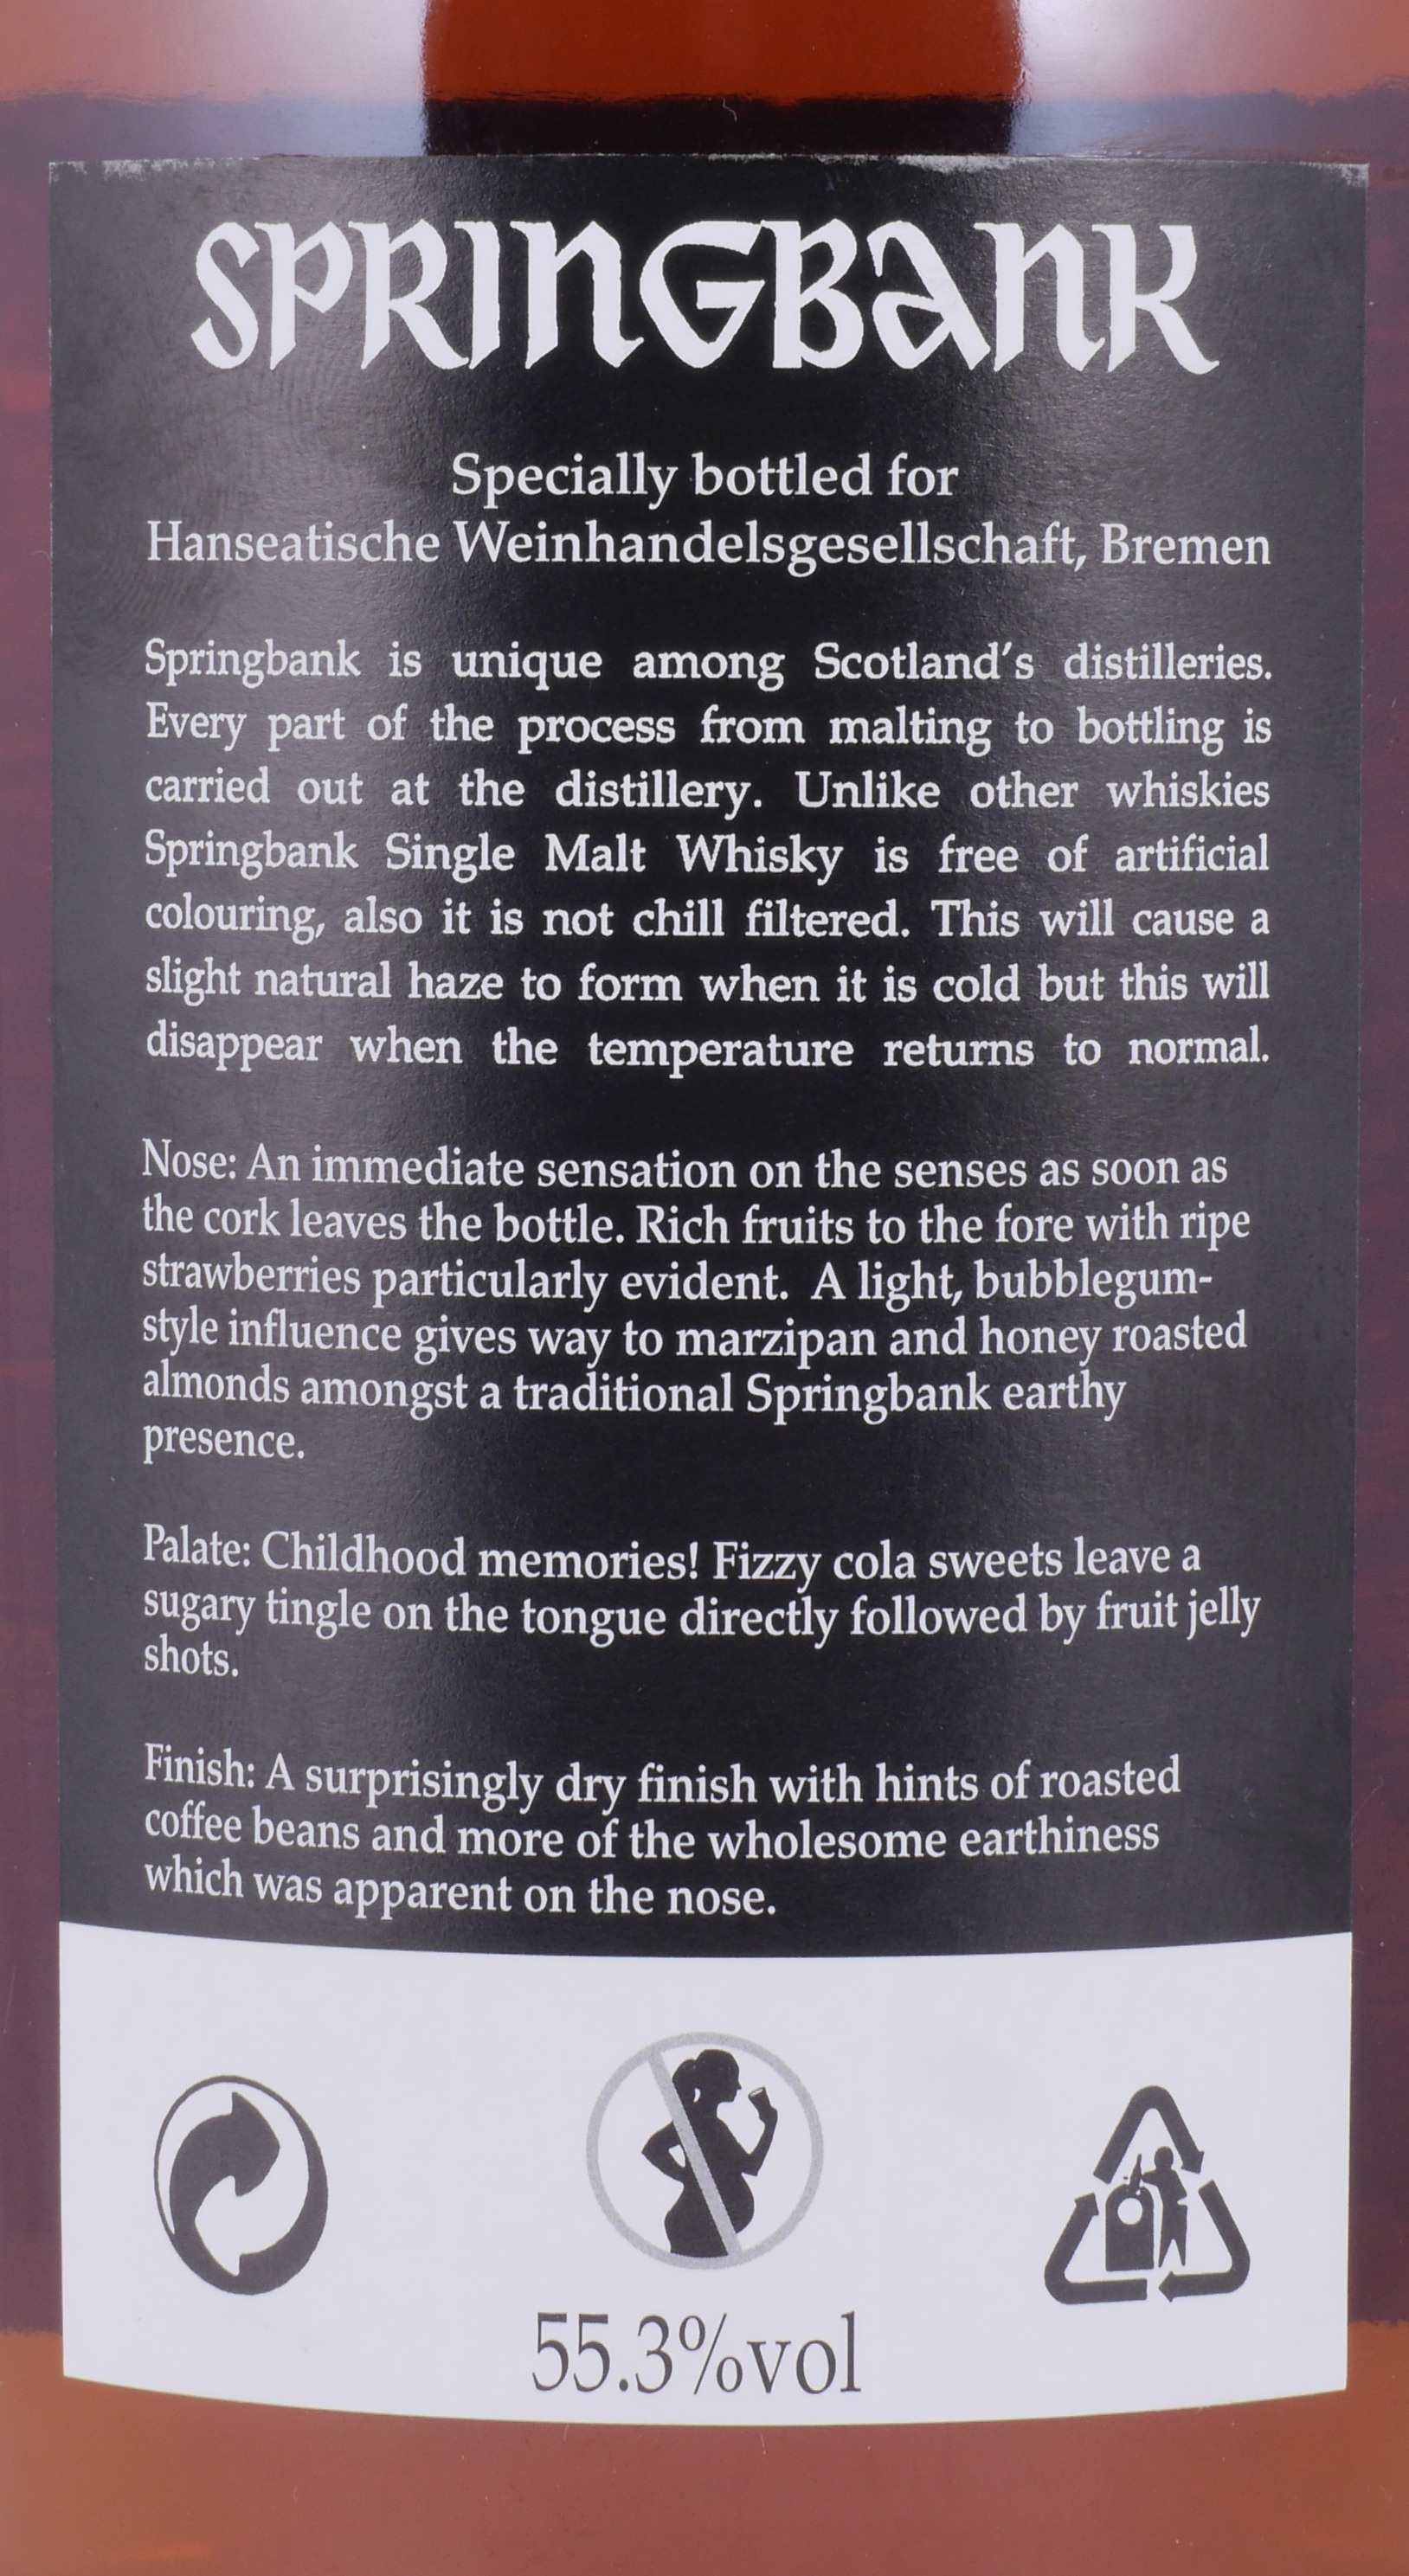 SPRINGBANK
Specially bottled for
Hanseatische Weinhandelsgesellschaft, Bremen
Springbank is unique among Scotland's distilleries.
Every part of the process from malting to bottling is
carried out at the distillery. Unlike other whiskies
Springbank Single Malt Whisky is free of artificial
colouring, also it is not chill filtered. This will cause a
slight natural haze to form when it is cold but this will
disappear when the temperature returns to normal.
Nose: An immediate sensation on the senses as soon as
the cork leaves the bottle. Rich fruits to the fore with ripe
strawberries particularly evident. A light, bubblegum-
style influence gives way to marzipan and honey roasted
almonds amongst a traditional Springbank earthy
presence.
Palate: Childhood memories! Fizzy cola sweets leave a
sugary tingle on the tongue directly followed by fruit jelly
shots.
Finish: A surprisingly dry finish with hints of roasted
coffee beans and more of the wholesome earthiness
which was apparent on the nose.
55.3%vol